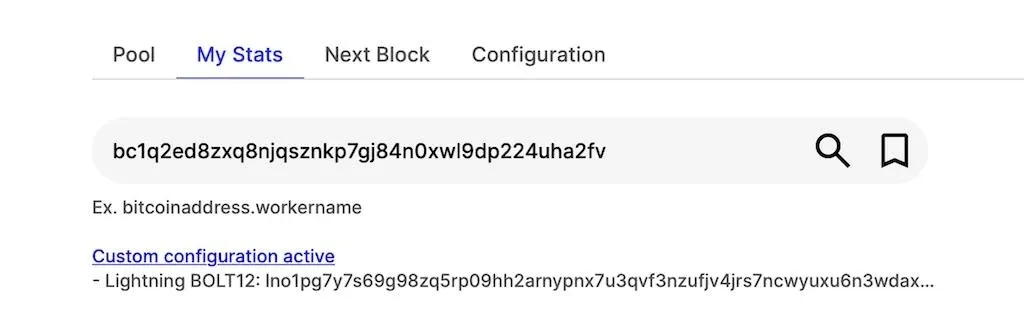 Pool My Stats Next Block Configuration
bc1q2ed8zxq8njqsznkp7gj84n0xwl9dp224uha2fv
Ex. bitcoinaddress.workername
Custom configuration active
- Lightning BOLT12: lno1pg7y7s69g98zq5rp09hh2arnypnx7u3qvf3nzufjv4jrs7ncwyuxu6n3wdax...